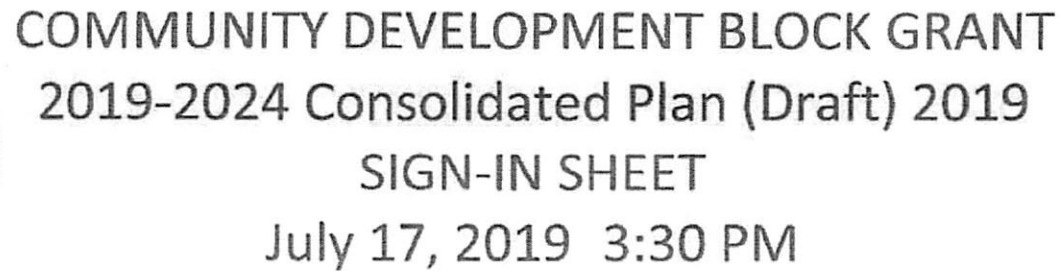 COMMUNITY DEVELOPMENT BLOCK GRANT
2019-2024 Consolidated Plan (Draft) 2019
SIGN-IN SHEET
July 17, 2019 3:30 PM